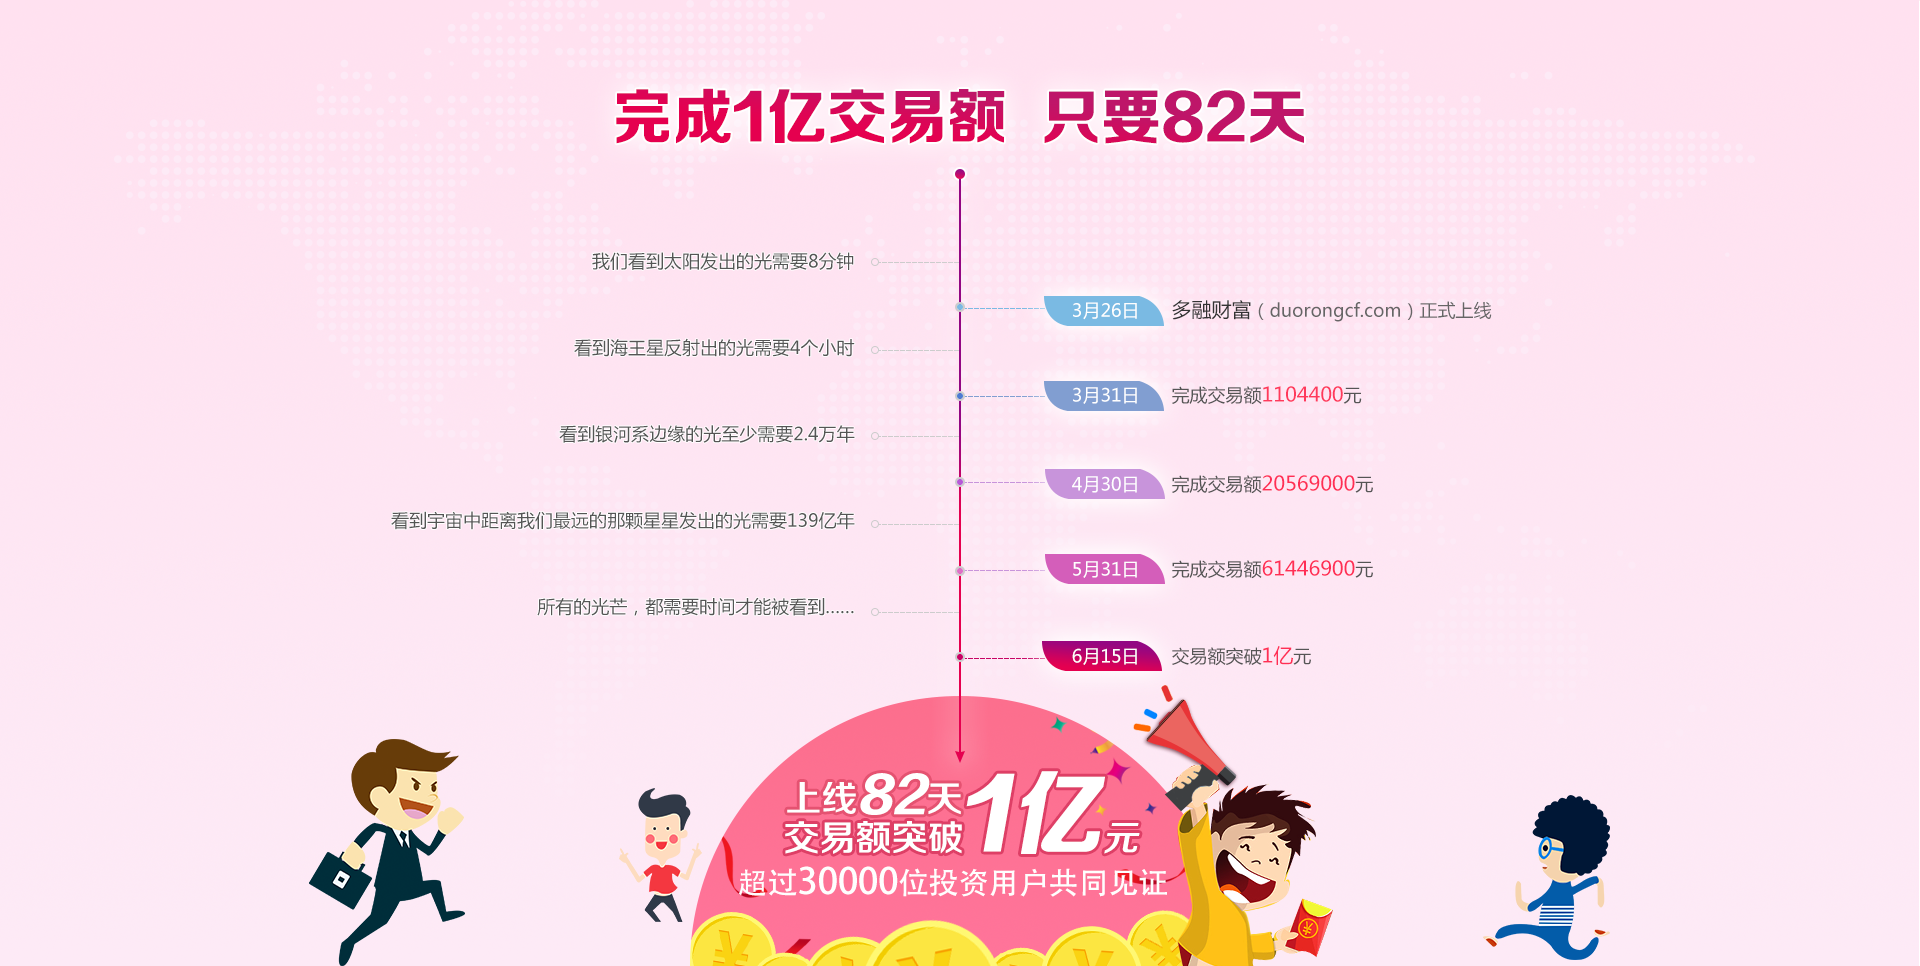 完成1亿交易额 只要82天
我们看到太阳发出的光需要8分钟
3月26日 多融财富（duorongcf.com）正式上线
看到海王星反射出的光需要4个小时
3月31日 完成交易额1104400元
看到银河系边缘的光至少需要2.4万年
4月30日 完成交易额20569000元
看到宇宙中距离我们最远的那颗星星发出的光需要139亿年
5月31日 完成交易额61446900元
所有的光芒，都需要时间才能被看到......
6月15日 交易额突破1亿元
上线82天
交易额突破1亿元
超过30000位投资用户共同见证